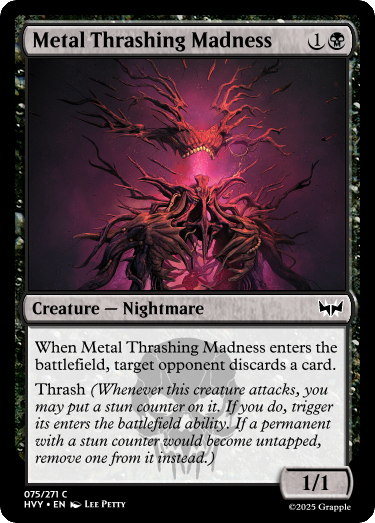 Metal Thrashing Madness 1
Creature — Nightmare
When Metal Thrashing Madness enters the
battlefield, target opponent discards a card.
Thrash (Whenever this creature attacks, you
may put a stun counter on it. If you do, trigger
its enters the battlefield ability. If a permanent
with a stun counter would become untapped,
remove one from it instead.)
1/1
075/271 C
HVY • EN Lee Petty
©2025 Grapple